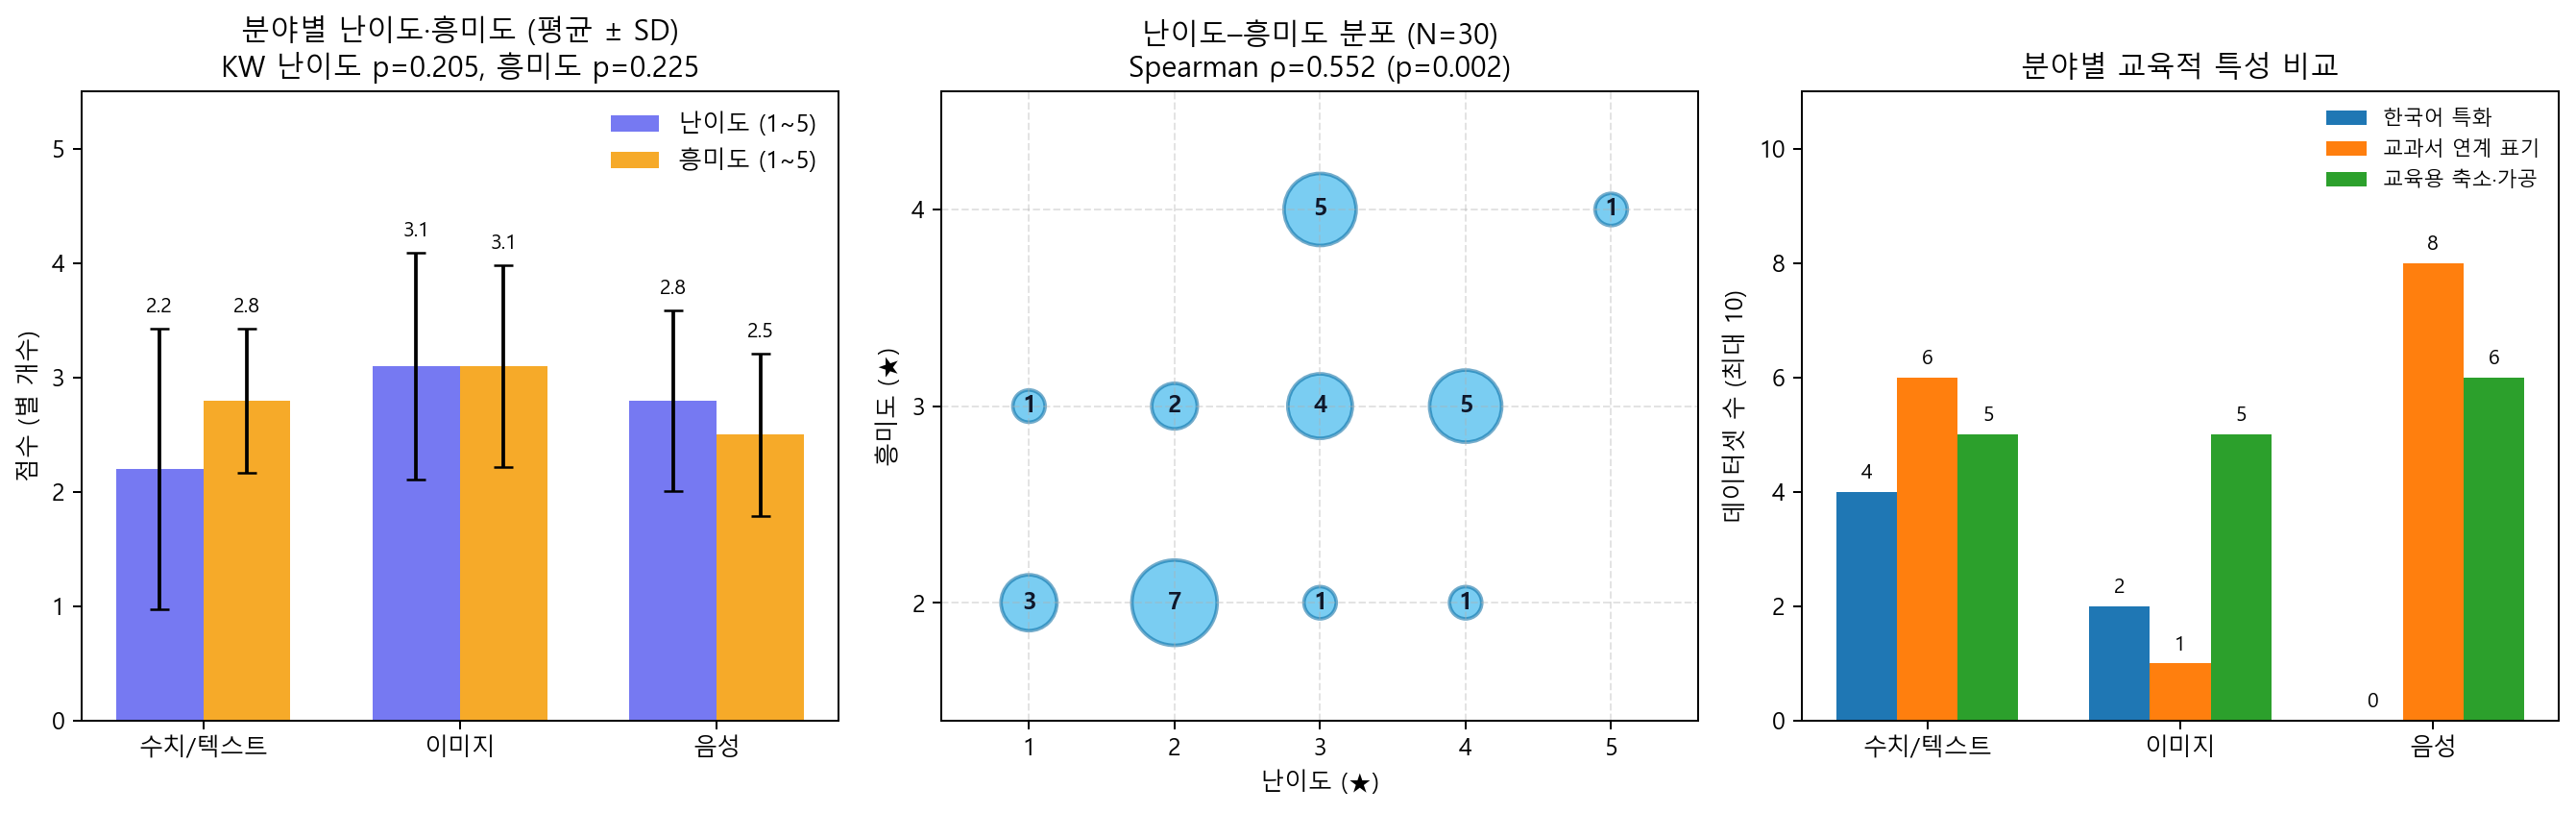 분야별 난이도·흥미도 (평균 ± SD)
KW 난이도 p=0.205, 흥미도 p=0.225
난이도 (1~5)
흥미도 (1~5)
점수 (별 개수)
5
4
3
2
1
0
2.2
2.8
3.1
3.1
2.8
2.5
수치/텍스트
이미지
음성
난이도–흥미도 분포 (N=30)
Spearman ρ=0.552 (p=0.002)
흥미도 (★)
4
3
2
5
1
1
2
4
5
3
7
1
1
1
2
3
4
5
난이도 (★)
분야별 교육적 특성 비교
한국어 특화
교과서 연계 표기
교육용 축소·가공
데이터셋 수 (최대 10)
10
8
6
4
2
0
4
6
5
2
1
5
0
8
6
수치/텍스트
이미지
음성